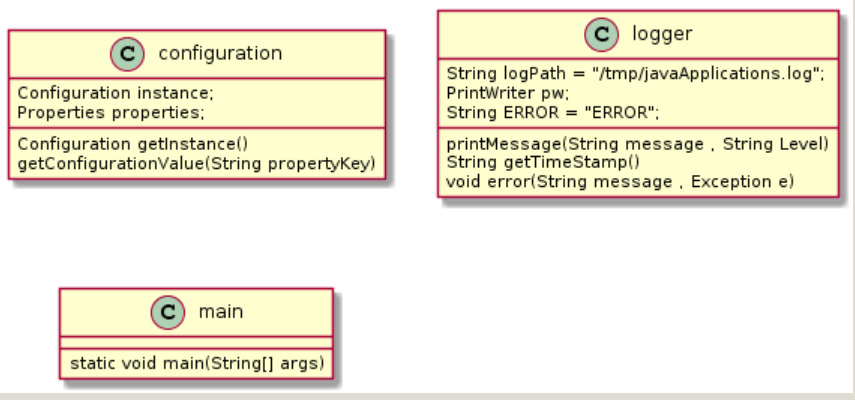 C configuration
Configuration instance;
Properties properties;
Configuration getInstance()
getConfigurationValue(String propertyKey)
C logger
String logPath = "/tmp/javaApplications.log";
PrintWriter pw;
String ERROR = "ERROR";
printMessage(String message , String Level)
String getTimeStamp()
void error(String message , Exception e)
C main
static void main(String[] args)